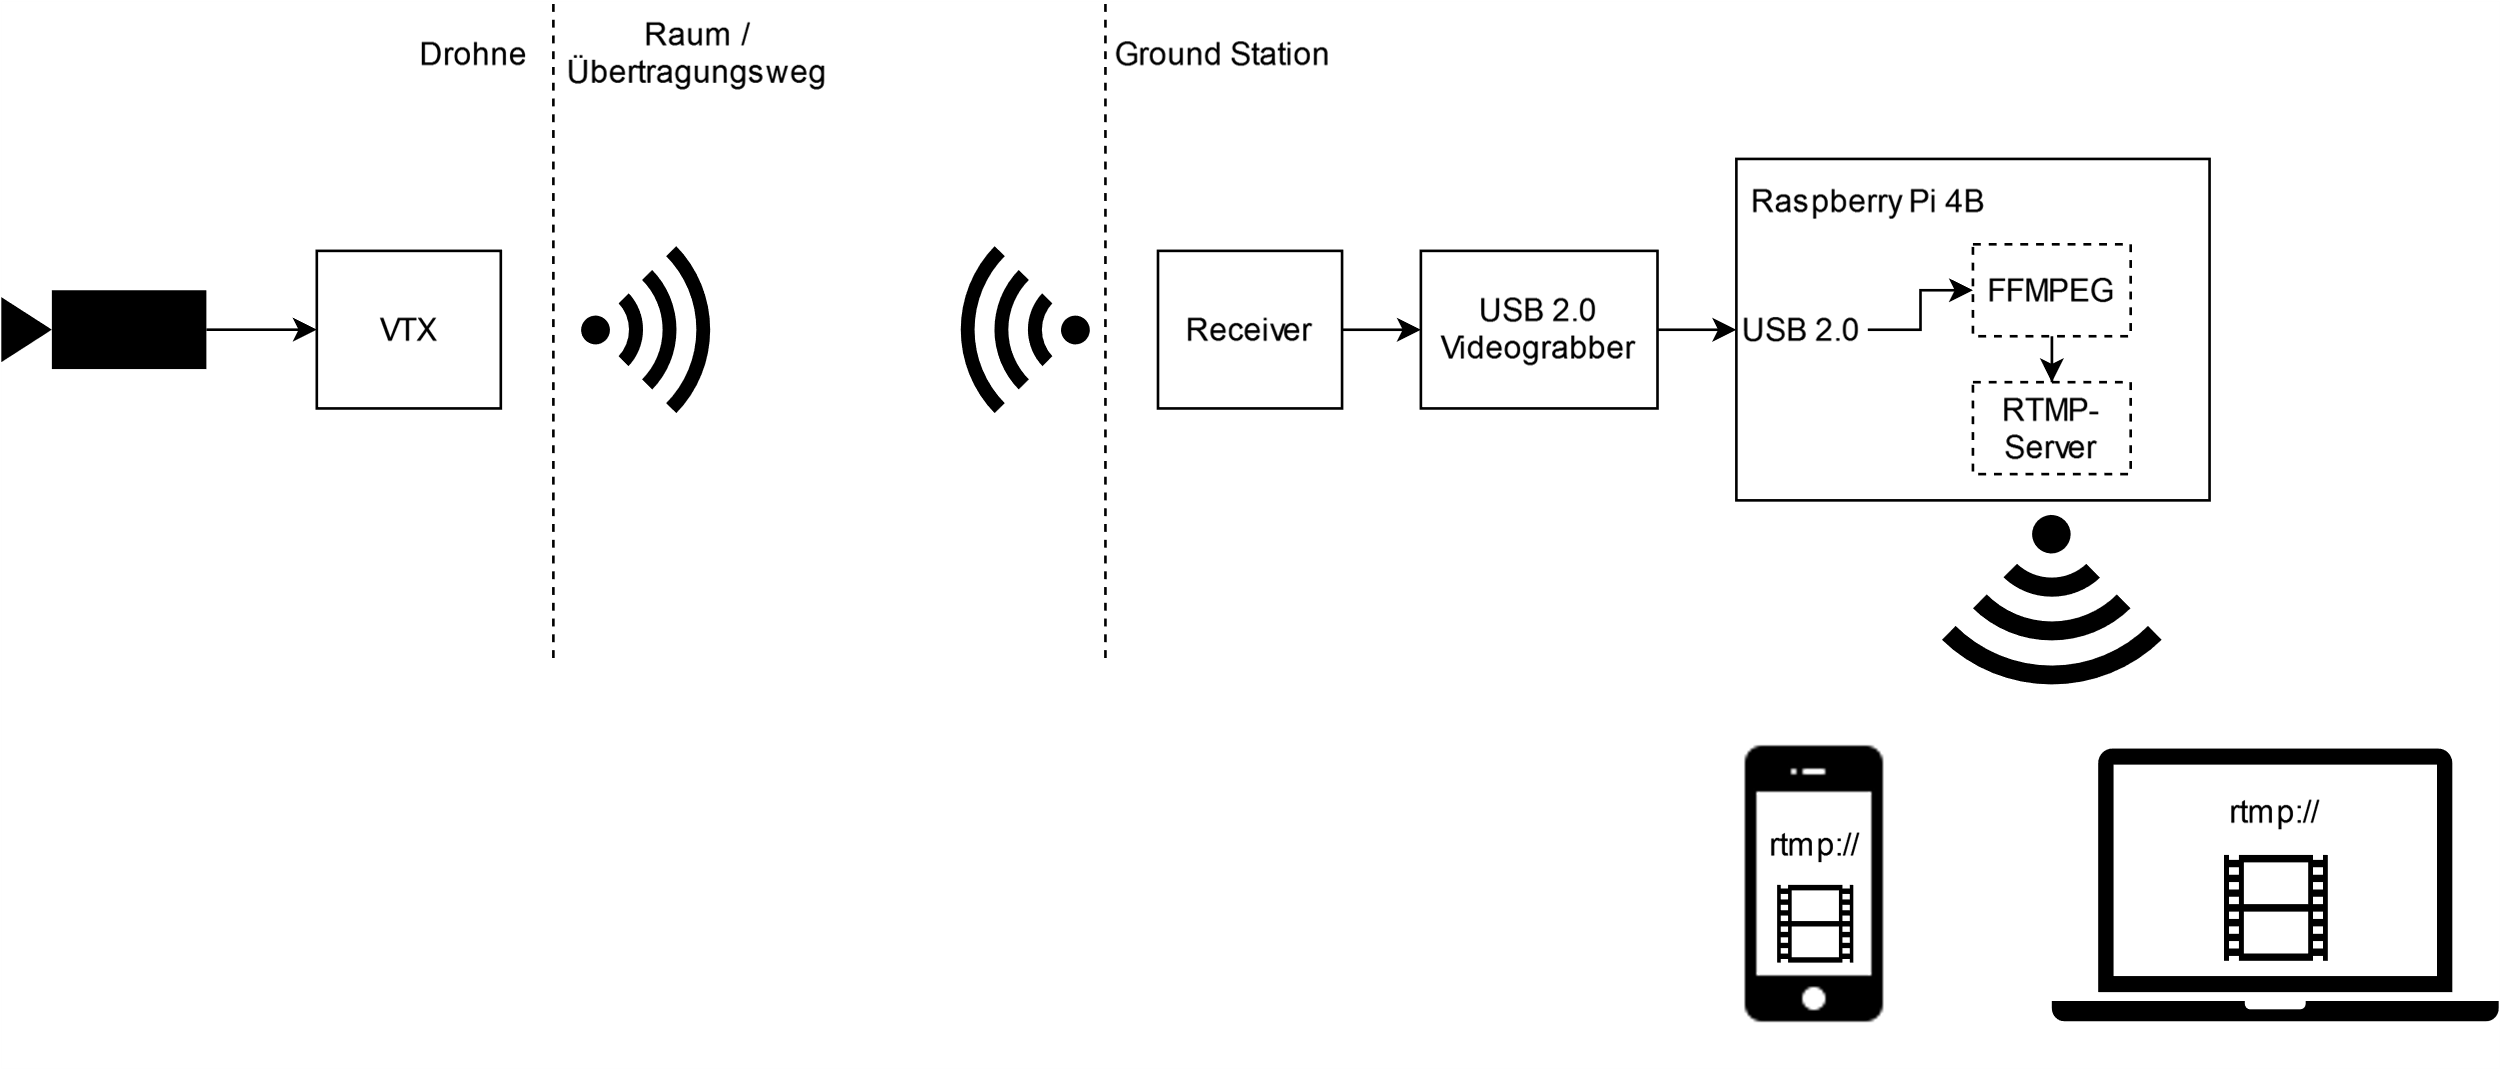 Drohne
Raum /
Übertragungsweg
Ground Station
VTX
Receiver
USB 2.0
Videograbber
Raspberry Pi 4B
USB 2.0
FFMPEG
RTMP-
Server
rtmp://
rtmp://